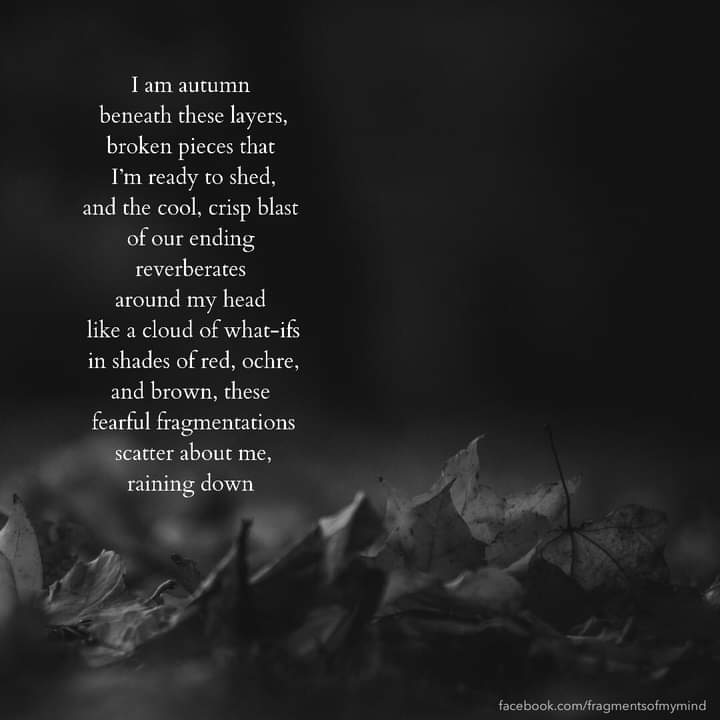 I am autumn
beneath these layers,
broken pieces that
I'm ready to shed,
and the cool, crisp blast
of our ending
reverberates
around my head
like a cloud of what-ifs
in shades of red, ochre,
and brown, these
fearful fragmentations
scatter about me,
raining down
facebook.com/fragmentsofmymind